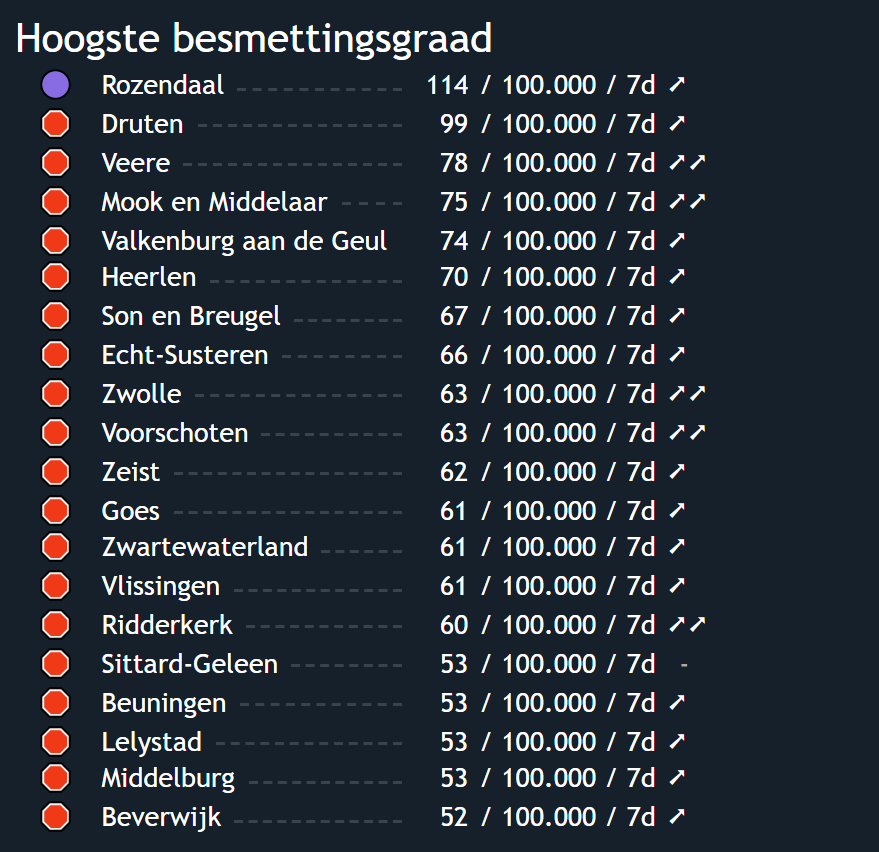 Hoogste besmettingsgraad
Rozendaal 114 / 100.000 / 7d ➚
Druten 99 / 100.000 / 7d ➚
Veere 78 / 100.000 / 7d ➚➚
Mook en Middelaar 75 / 100.000 / 7d ➚➚
Valkenburg aan de Geul 74 / 100.000 / 7d ➚
Heerlen 70 / 100.000 / 7d ➚
Son en Breugel 67 / 100.000 / 7d ➚
Echt-Susteren 66 / 100.000 / 7d ➚
Zwolle 63 / 100.000 / 7d ➚➚
Voorschoten 63 / 100.000 / 7d ➚➚
Zeist 62 / 100.000 / 7d ➚
Goes 61 / 100.000 / 7d ➚
Zwartewaterland 61 / 100.000 / 7d ➚
Vlissingen 61 / 100.000 / 7d ➚
Ridderkerk 60 / 100.000 / 7d ➚➚
Sittard-Geleen 53 / 100.000 / 7d -
Beuningen 53 / 100.000 / 7d ➚
Lelystad 53 / 100.000 / 7d ➚
Middelburg 53 / 100.000 / 7d ➚
Beverwijk 52 / 100.000 / 7d ➚